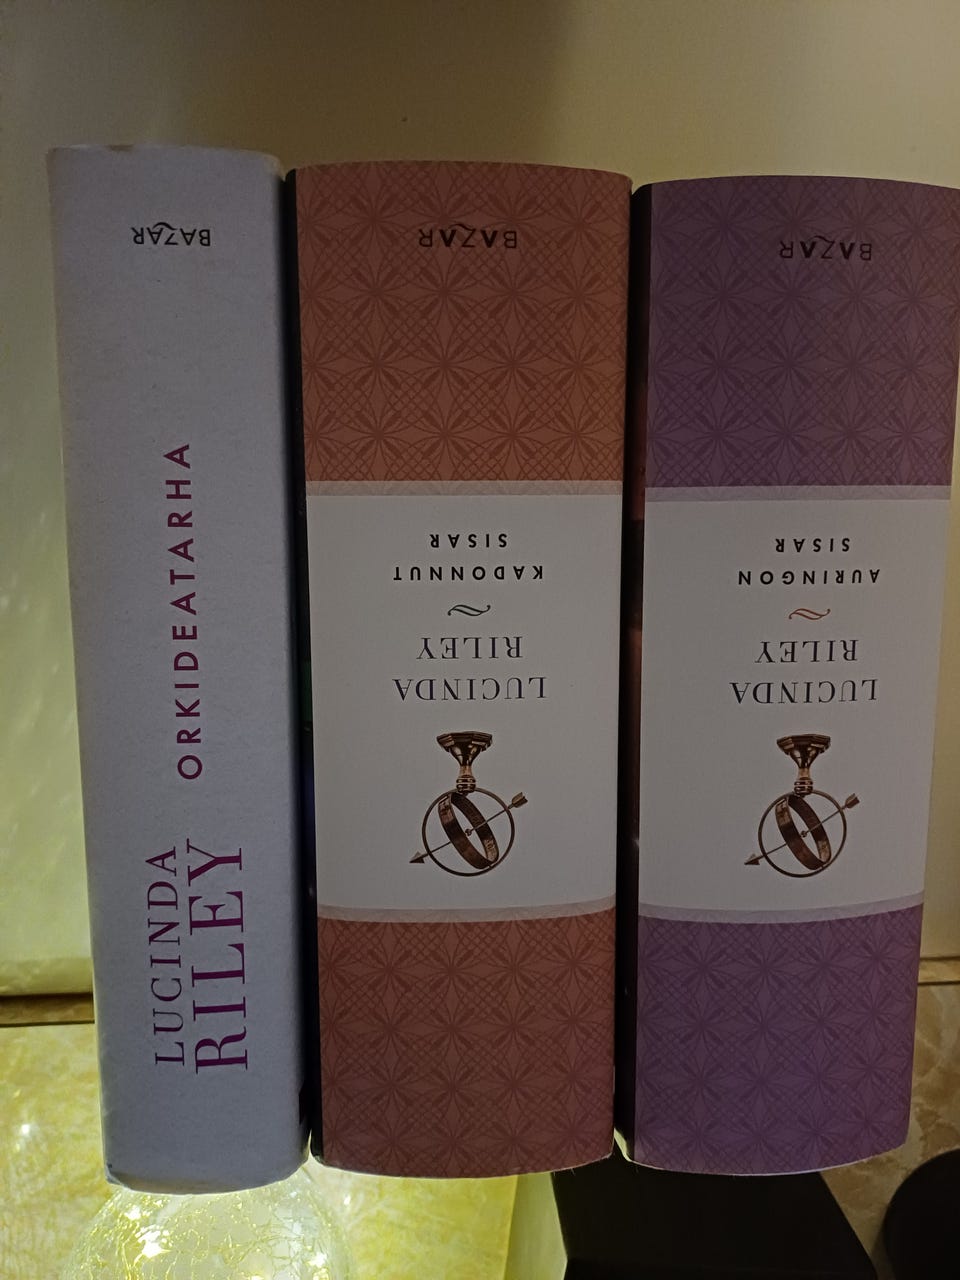 LUCINDA
RILEY
ORKIDEATARHA
BAZAR
LUCINDA
RILEY
KADONNUT
SISAR
BAZAR
LUCINDA
RILEY
AURINGON
SISAR
BAZAR